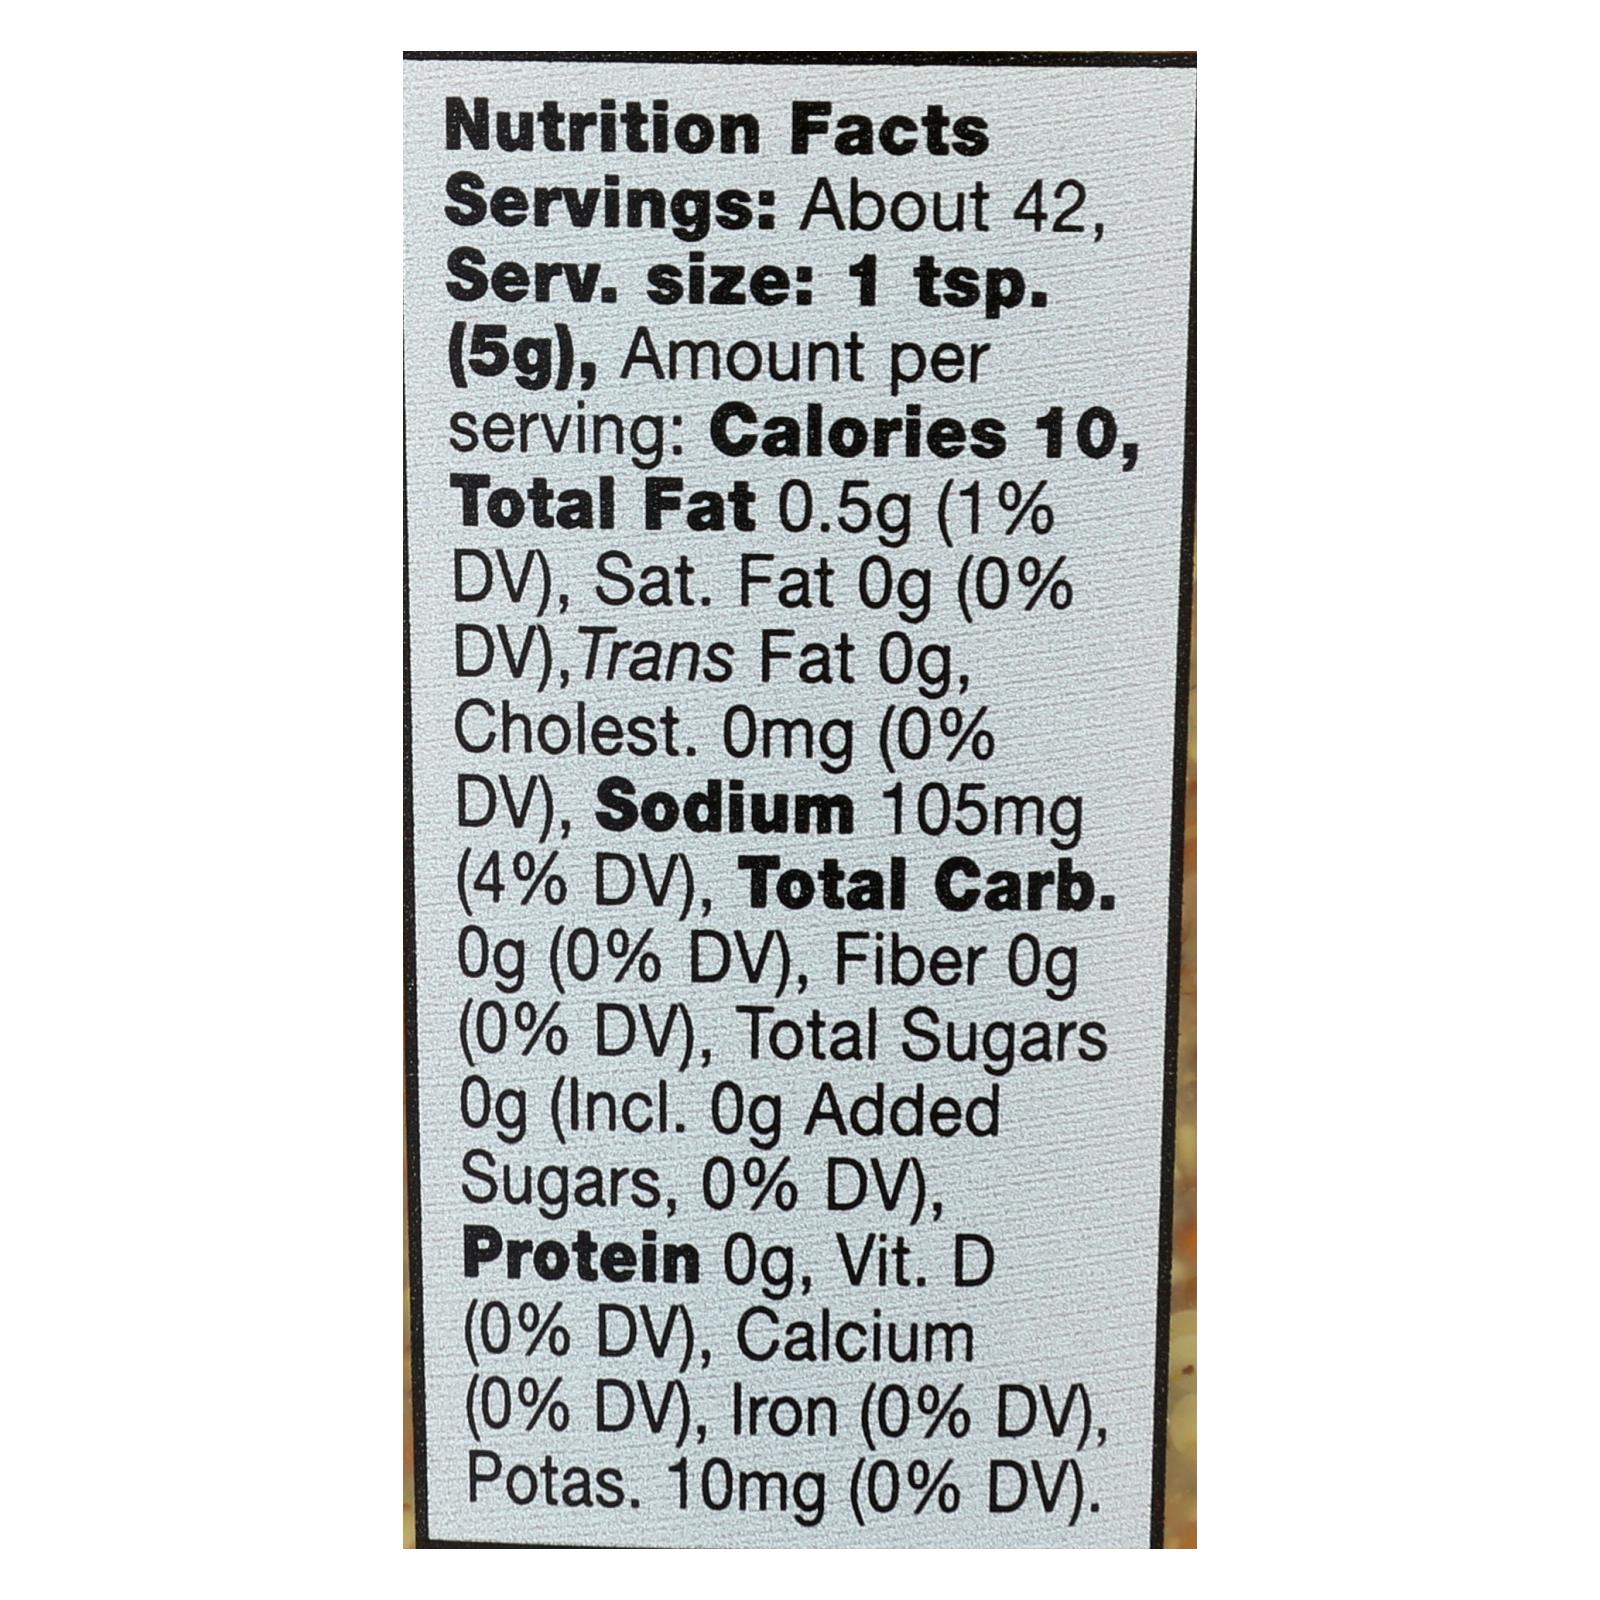 Nutrition Facts
Servings: About 42,
Serv. size: 1 tsp.
(5g), Amount per
serving: Calories 10,
Total Fat 0.5g (1%
DV), Sat. Fat 0g (0%
DV), Trans Fat 0g,
Cholest. 0mg (0%
DV), Sodium 105mg
(4% DV), Total Carb.
0g (0% DV), Fiber 0g
(0% DV), Total Sugars
0g (Incl. 0g Added
Sugars, 0% DV),
Protein 0g, Vit. D
(0% DV), Calcium
(0% DV), Iron (0% DV),
Potas. 10mg (0% DV).